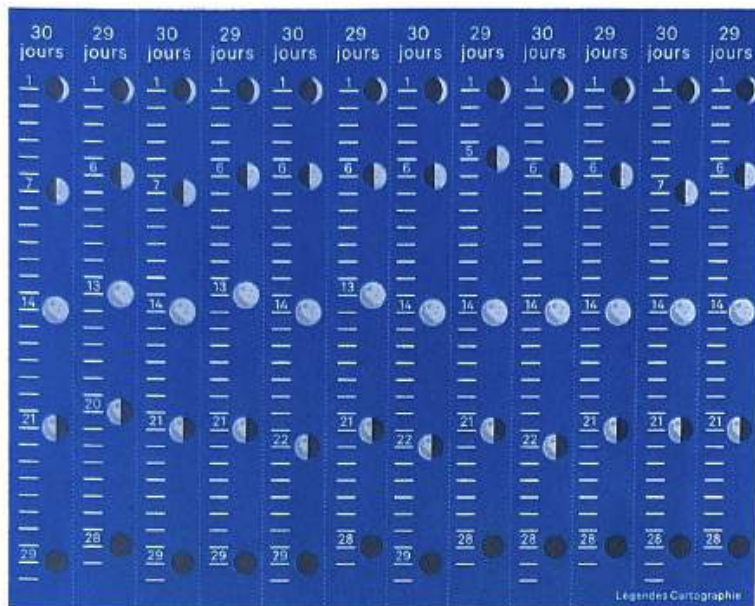 30 29 30 29 30 29 30 29 30 29 30 29
jours jours jours jours jours jours jours jours jours jours jours jours
1 1 1 1 1 1 1 1 1 1 1 1
5
6 6 6 6 6 6 6 6
7 7 7
13 13 13
14 14 14 14 14 14 14 14 14
20
21 21 21 21 21 21 21 21
22 22 22
28 28 28 28 28 28 28
29 29 29 29 29
Légendes Cartographie